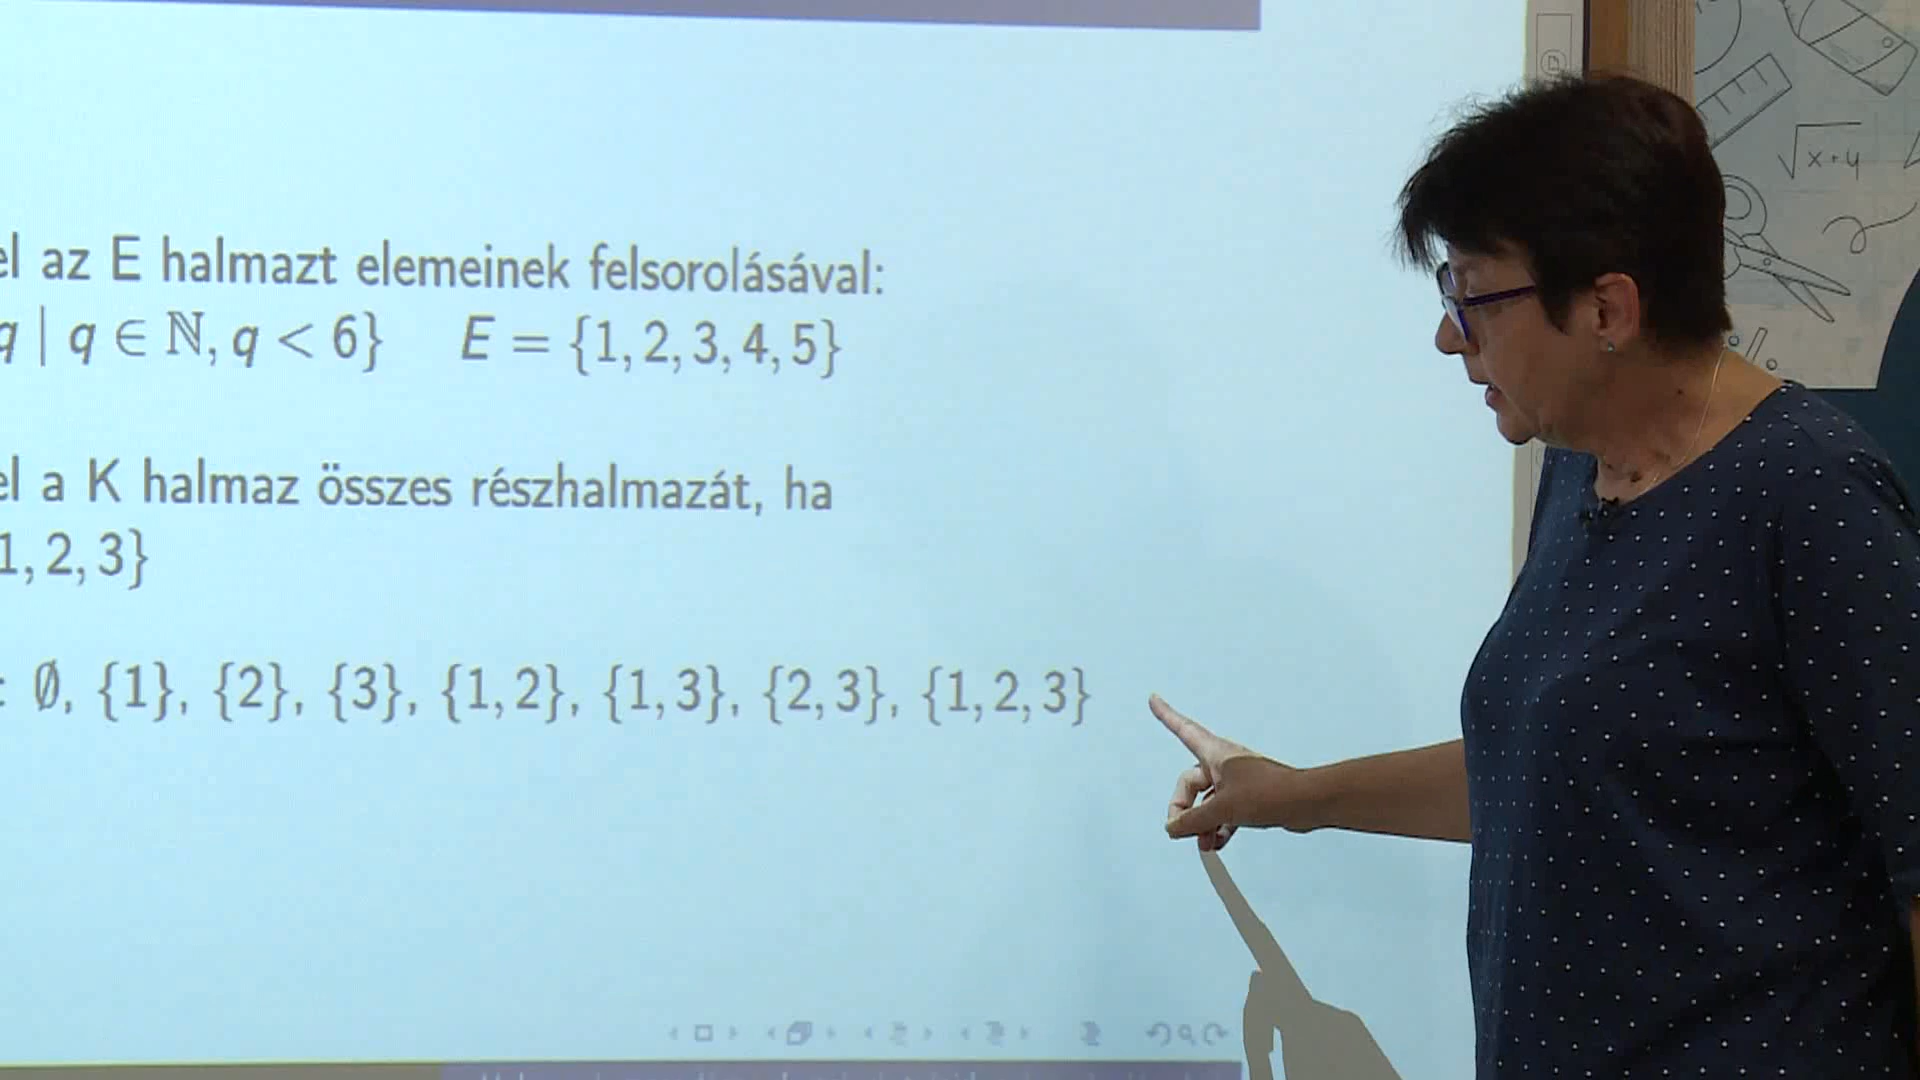 el az E halmazt elemeinek felsorolásával:
q | q ∈ ℕ, q < 6} E = {1, 2, 3, 4, 5}
el a K halmaz összes részhalmazát, ha
1, 2, 3}
: ∅, {1}, {2}, {3}, {1, 2}, {1, 3}, {2, 3}, {1, 2, 3}
√x+y